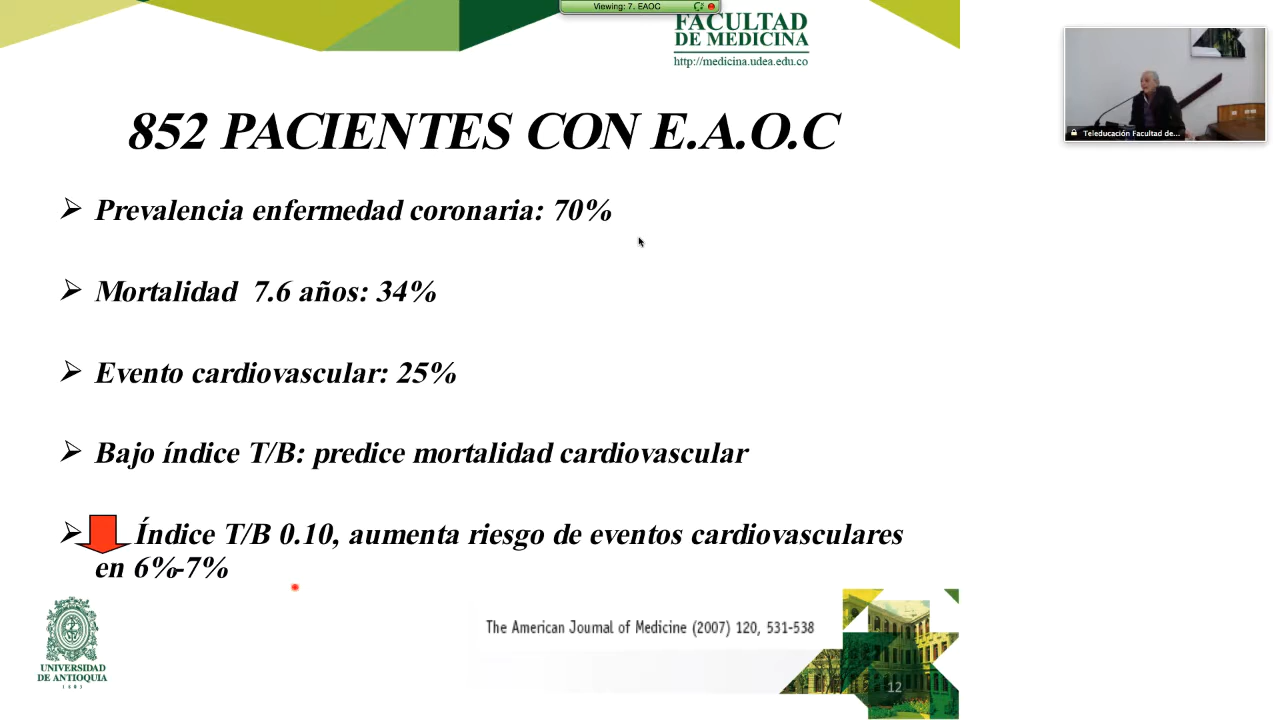 Viewing: 7. EAOC
FACULTAD
DE MEDICINA
http://medicina.udea.edu.co
Teleducación Facultad de...
852 PACIENTES CON E.A.O.C
Prevalencia enfermedad coronaria: 70%
Mortalidad 7.6 años: 34%
Evento cardiovascular: 25%
Bajo índice T/B: predice mortalidad cardiovascular
Índice T/B 0.10, aumenta riesgo de eventos cardiovasculares
en 6%-7%
The American Journal of Medicine (2007) 120, 531-538
UNIVERSIDAD
DE ANTIOQUIA
1803
12